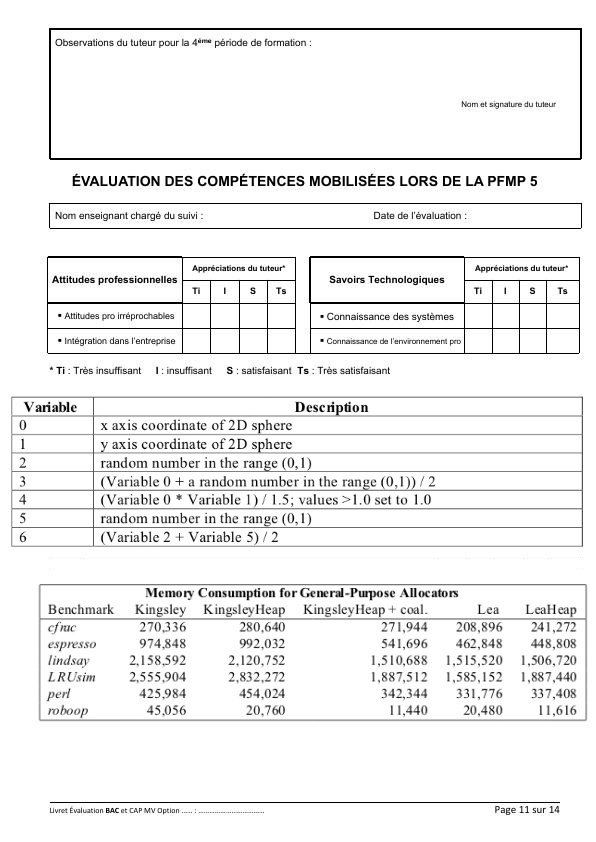 Observations du tuteur pour la 4ème période de formation :
Nom et signature du tuteur
ÉVALUATION DES COMPÉTENCES MOBILISÉES LORS DE LA PFMP 5
Nom enseignant chargé du suivi : Date de l'évaluation :
Attitudes professionnelles Appréciations du tuteur*
Ti I S Ts
▪ Attitudes pro irréprochables
▪ Intégration dans l'entreprise
Savoirs Technologiques Appréciations du tuteur*
Ti I S Ts
▪ Connaissance des systèmes
▪ Connaissance de l'environnement pro
* Ti : Très insuffisant I : insuffisant S : satisfaisant Ts : Très satisfaisant
Variable Description
0 x axis coordinate of 2D sphere
1 y axis coordinate of 2D sphere
2 random number in the range (0,1)
3 (Variable 0 + a random number in the range (0,1)) / 2
4 (Variable 0 * Variable 1) / 1.5; values >1.0 set to 1.0
5 random number in the range (0,1)
6 (Variable 2 + Variable 5) / 2
Memory Consumption for General-Purpose Allocators
Benchmark Kingsley KingsleyHeap KingsleyHeap + coal. Lea LeaHeap
cfrac 270,336 280,640 271,944 208,896 241,272
espresso 974,848 992,032 541,696 462,848 448,808
lindsay 2,158,592 2,120,752 1,510,688 1,515,520 1,506,720
LRUsim 2,555,904 2,832,272 1,887,512 1,585,152 1,887,440
perl 425,984 454,024 342,344 331,776 337,408
roboop 45,056 20,760 11,440 20,480 11,616
Livret Évaluation BAC et CAP MV Option ..... : ................................ Page 11 sur 14